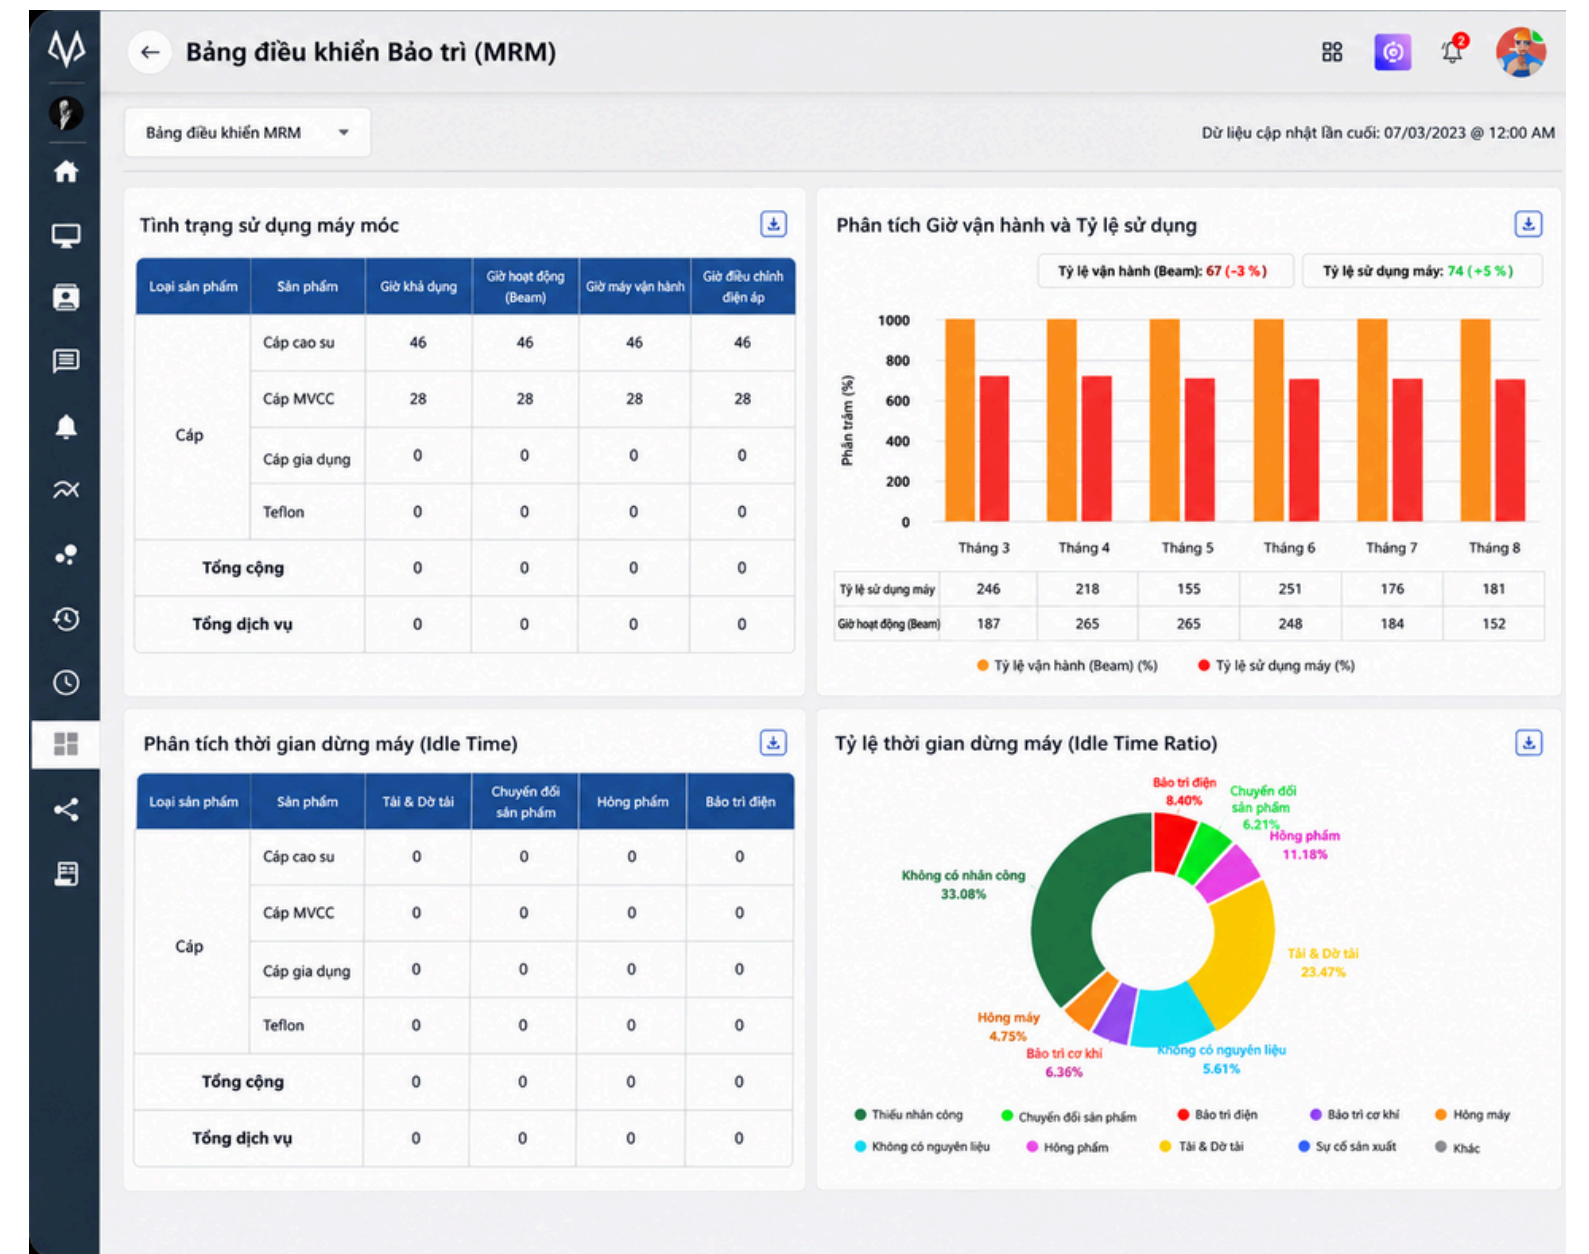 Bảng điều khiển Bảo trì (MRM)
2
Bảng điều khiển MRM
Dữ liệu cập nhật lần cuối: 07/03/2023 @ 12:00 AM
Tình trạng sử dụng máy móc
Loại sản phẩm Sản phẩm Giờ khả dụng Giờ hoạt động (Beam) Giờ máy vận hành Giờ điều chỉnh điện áp
Cáp
Cáp cao su 46 46 46 46
Cáp MVCC 28 28 28 28
Cáp gia dụng 0 0 0 0
Teflon 0 0 0 0
Tổng cộng 0 0 0 0
Tổng dịch vụ 0 0 0 0
Phân tích Giờ vận hành và Tỷ lệ sử dụng
Tỷ lệ vận hành (Beam): 67 (-3 %)
Tỷ lệ sử dụng máy: 74 (+5 %)
Phần trăm (%)
1000
800
600
400
200
0
Tháng 3 Tháng 4 Tháng 5 Tháng 6 Tháng 7 Tháng 8
Tỷ lệ sử dụng máy 246 218 155 251 176 181
Giờ hoạt động (Beam) 187 265 265 248 184 152
Tỷ lệ vận hành (Beam) (%) Tỷ lệ sử dụng máy (%)
Phân tích thời gian dừng máy (Idle Time)
Loại sản phẩm Sản phẩm Tải & Dỡ tải Chuyển đổi sản phẩm Hỏng phẩm Bảo trì điện
Cáp
Cáp cao su 0 0 0 0
Cáp MVCC 0 0 0 0
Cáp gia dụng 0 0 0 0
Teflon 0 0 0 0
Tổng cộng 0 0 0 0
Tổng dịch vụ 0 0 0 0
Tỷ lệ thời gian dừng máy (Idle Time Ratio)
Bảo trì điện
8.40%
Chuyển đổi
sản phẩm
6.21%
Hỏng phẩm
11.18%
Không có nhân công
33.08%
Tải & Dỡ tải
23.47%
Hỏng máy
4.75%
Bảo trì cơ khí
6.36%
Không có nguyên liệu
5.61%
Thiếu nhân công Chuyển đổi sản phẩm Bảo trì điện Bảo trì cơ khí Hỏng máy
Không có nguyên liệu Hỏng phẩm Tải & Dỡ tải Sự cố sản xuất Khác